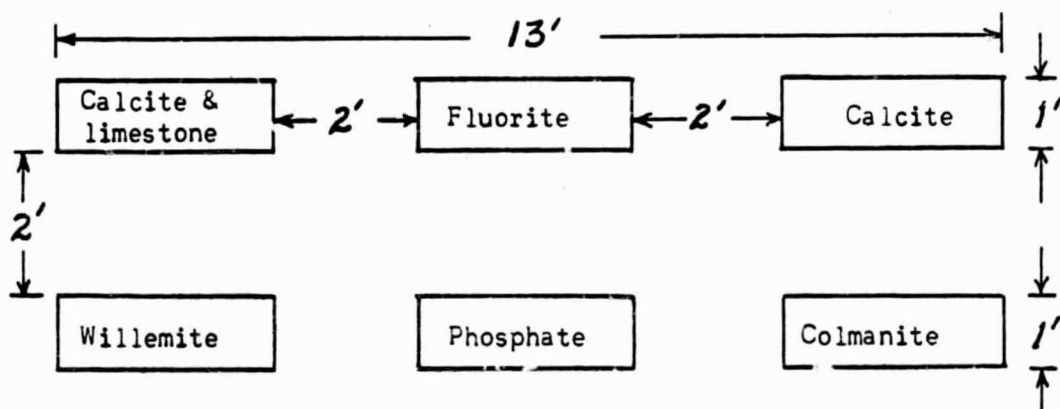 13'
Calcite &
limestone
2'
Fluorite
2'
Calcite
1'
2'
Willemite
Phosphate
Colmanite
1'